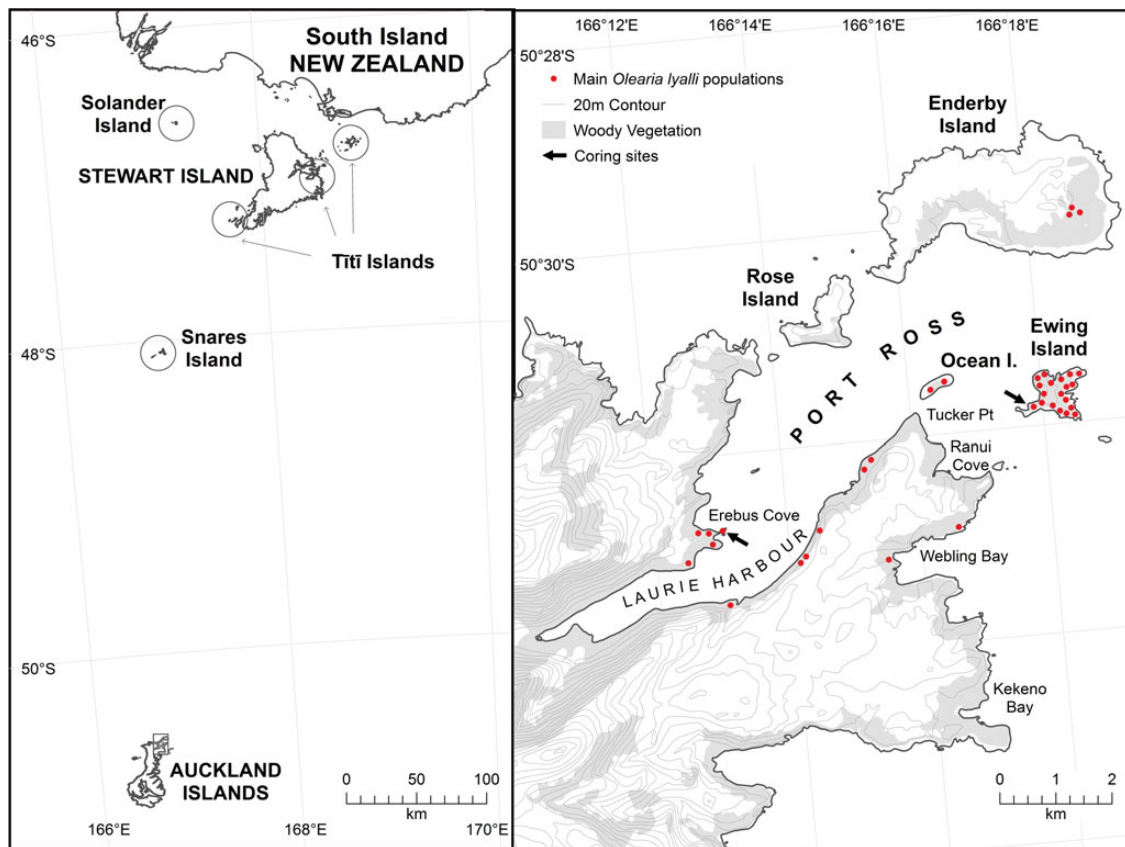 46°S
South Island
NEW ZEALAND
Solander
Island
STEWART ISLAND
Tītī Islands
48°S
Snares
Island
50°S
AUCKLAND
ISLANDS
0 50 100
km
166°E 168°E 170°E
166°12'E 166°14'E 166°16'E 166°18'E
50°28'S
Main Olearia lyalli populations
20m Contour
Woody Vegetation
Coring sites
Enderby
Island
50°30'S
Rose
Island
PORT ROSS
Ewing
Island
Ocean I.
Tucker Pt
Ranui
Cove
Erebus Cove
LAURIE HARBOUR
Webling Bay
Kekeno
Bay
0 1 2
km